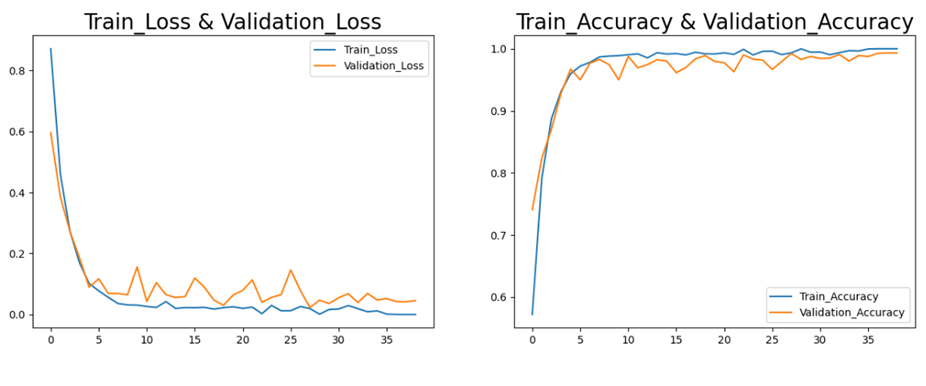 Train_Loss & Validation_Loss
Train_Loss
Validation_Loss
0.8
0.6
0.4
0.2
0.0
0 5 10 15 20 25 30 35
Train_Accuracy & Validation_Accuracy
1.0
0.9
0.8
0.7
0.6
Train_Accuracy
Validation_Accuracy
0 5 10 15 20 25 30 35